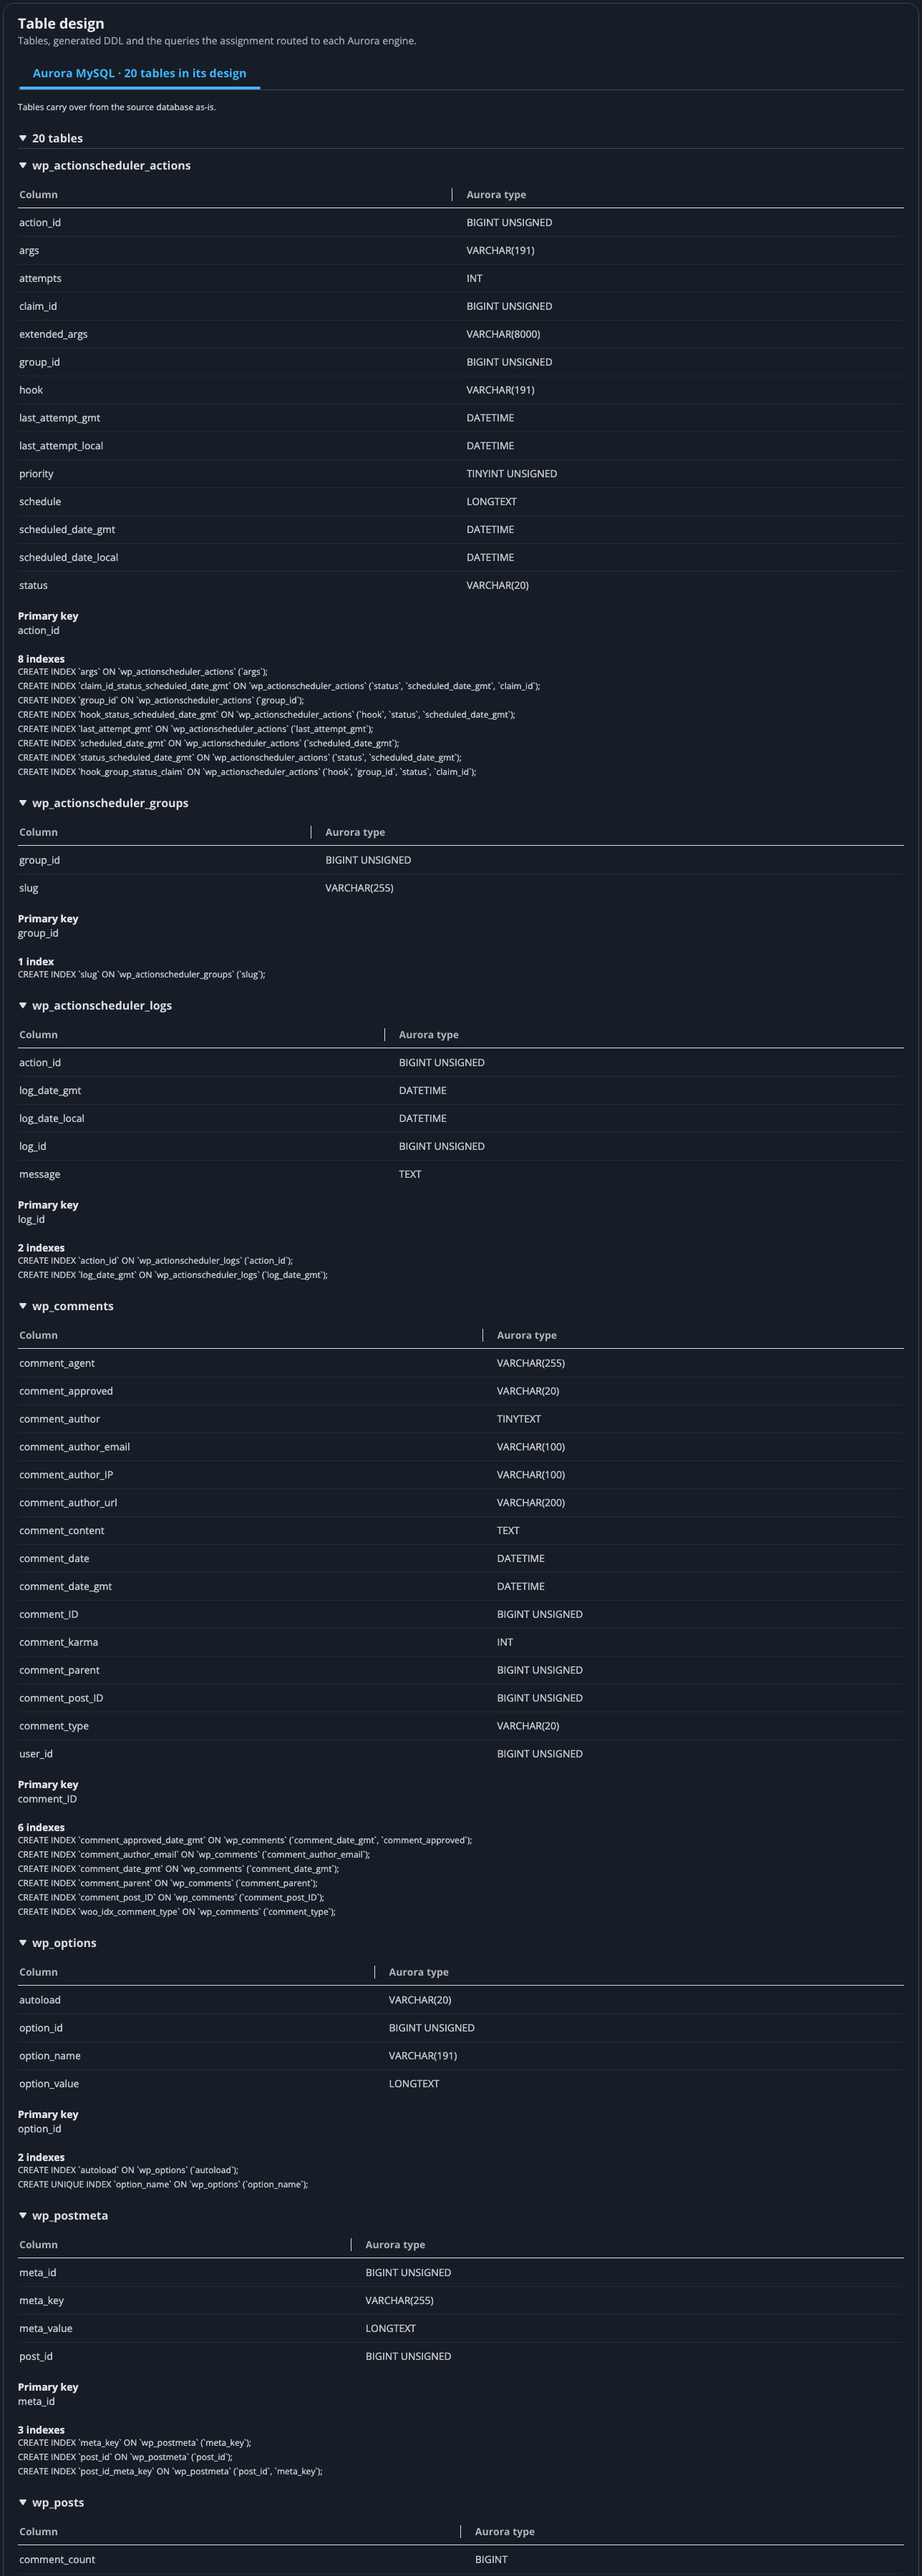 Table design
Tables, generated DDL and the queries the assignment routed to each Aurora engine.
Aurora MySQL · 20 tables in its design
Tables carry over from the source database as-is.
▼ 20 tables
▼ wp_actionscheduler_actions
Column Aurora type
action_id BIGINT UNSIGNED
args VARCHAR(191)
attempts INT
claim_id BIGINT UNSIGNED
extended_args VARCHAR(8000)
group_id BIGINT UNSIGNED
hook VARCHAR(191)
last_attempt_gmt DATETIME
last_attempt_local DATETIME
priority TINYINT UNSIGNED
schedule LONGTEXT
scheduled_date_gmt DATETIME
scheduled_date_local DATETIME
status VARCHAR(20)
Primary key
action_id
8 indexes
CREATE INDEX `args` ON `wp_actionscheduler_actions` (`args`);
CREATE INDEX `claim_id_status_scheduled_date_gmt` ON `wp_actionscheduler_actions` (`status`, `scheduled_date_gmt`, `claim_id`);
CREATE INDEX `group_id` ON `wp_actionscheduler_actions` (`group_id`);
CREATE INDEX `hook_status_scheduled_date_gmt` ON `wp_actionscheduler_actions` (`hook`, `status`, `scheduled_date_gmt`);
CREATE INDEX `last_attempt_gmt` ON `wp_actionscheduler_actions` (`last_attempt_gmt`);
CREATE INDEX `scheduled_date_gmt` ON `wp_actionscheduler_actions` (`scheduled_date_gmt`);
CREATE INDEX `status_scheduled_date_gmt` ON `wp_actionscheduler_actions` (`status`, `scheduled_date_gmt`);
CREATE INDEX `hook_group_status_claim` ON `wp_actionscheduler_actions` (`hook`, `group_id`, `status`, `claim_id`);
▼ wp_actionscheduler_groups
Column Aurora type
group_id BIGINT UNSIGNED
slug VARCHAR(255)
Primary key
group_id
1 index
CREATE INDEX `slug` ON `wp_actionscheduler_groups` (`slug`);
▼ wp_actionscheduler_logs
Column Aurora type
action_id BIGINT UNSIGNED
log_date_gmt DATETIME
log_date_local DATETIME
log_id BIGINT UNSIGNED
message TEXT
Primary key
log_id
2 indexes
CREATE INDEX `action_id` ON `wp_actionscheduler_logs` (`action_id`);
CREATE INDEX `log_date_gmt` ON `wp_actionscheduler_logs` (`log_date_gmt`);
▼ wp_comments
Column Aurora type
comment_agent VARCHAR(255)
comment_approved VARCHAR(20)
comment_author TINYTEXT
comment_author_email VARCHAR(100)
comment_author_IP VARCHAR(100)
comment_author_url VARCHAR(200)
comment_content TEXT
comment_date DATETIME
comment_date_gmt DATETIME
comment_ID BIGINT UNSIGNED
comment_karma INT
comment_parent BIGINT UNSIGNED
comment_post_ID BIGINT UNSIGNED
comment_type VARCHAR(20)
user_id BIGINT UNSIGNED
Primary key
comment_ID
6 indexes
CREATE INDEX `comment_approved_date_gmt` ON `wp_comments` (`comment_date_gmt`, `comment_approved`);
CREATE INDEX `comment_author_email` ON `wp_comments` (`comment_author_email`);
CREATE INDEX `comment_date_gmt` ON `wp_comments` (`comment_date_gmt`);
CREATE INDEX `comment_parent` ON `wp_comments` (`comment_parent`);
CREATE INDEX `comment_post_ID` ON `wp_comments` (`comment_post_ID`);
CREATE INDEX `woo_idx_comment_type` ON `wp_comments` (`comment_type`);
▼ wp_options
Column Aurora type
autoload VARCHAR(20)
option_id BIGINT UNSIGNED
option_name VARCHAR(191)
option_value LONGTEXT
Primary key
option_id
2 indexes
CREATE INDEX `autoload` ON `wp_options` (`autoload`);
CREATE UNIQUE INDEX `option_name` ON `wp_options` (`option_name`);
▼ wp_postmeta
Column Aurora type
meta_id BIGINT UNSIGNED
meta_key VARCHAR(255)
meta_value LONGTEXT
post_id BIGINT UNSIGNED
Primary key
meta_id
3 indexes
CREATE INDEX `meta_key` ON `wp_postmeta` (`meta_key`);
CREATE INDEX `post_id` ON `wp_postmeta` (`post_id`);
CREATE INDEX `post_id_meta_key` ON `wp_postmeta` (`post_id`, `meta_key`);
▼ wp_posts
Column Aurora type
comment_count BIGINT